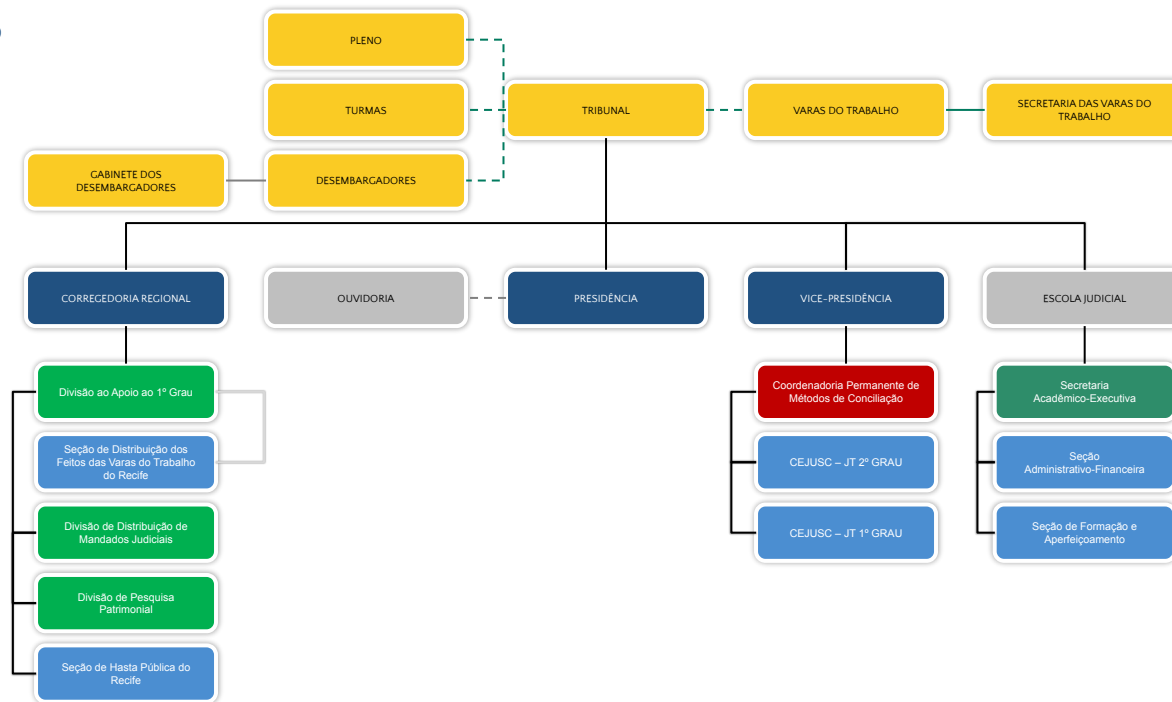 PLENO
TURMAS
TRIBUNAL
VARAS DO TRABALHO
SECRETARIA DAS VARAS DO
TRABALHO
GABINETE DOS
DESEMBARGADORES
DESEMBARGADORES
CORREGEDORIA REGIONAL
OUVIDORIA
PRESIDÊNCIA
VICE-PRESIDÊNCIA
ESCOLA JUDICIAL
Divisão ao Apoio ao 1º Grau
Seção de Distribuição dos
Feitos das Varas do Trabalho
do Recife
Divisão de Distribuição de
Mandados Judiciais
Divisão de Pesquisa
Patrimonial
Seção de Hasta Pública do
Recife
Coordenadoria Permanente de
Métodos de Conciliação
CEJUSC – JT 2º GRAU
CEJUSC – JT 1º GRAU
Secretaria
Acadêmico-Executiva
Seção
Administrativo-Financeira
Seção de Formação e
Aperfeiçoamento